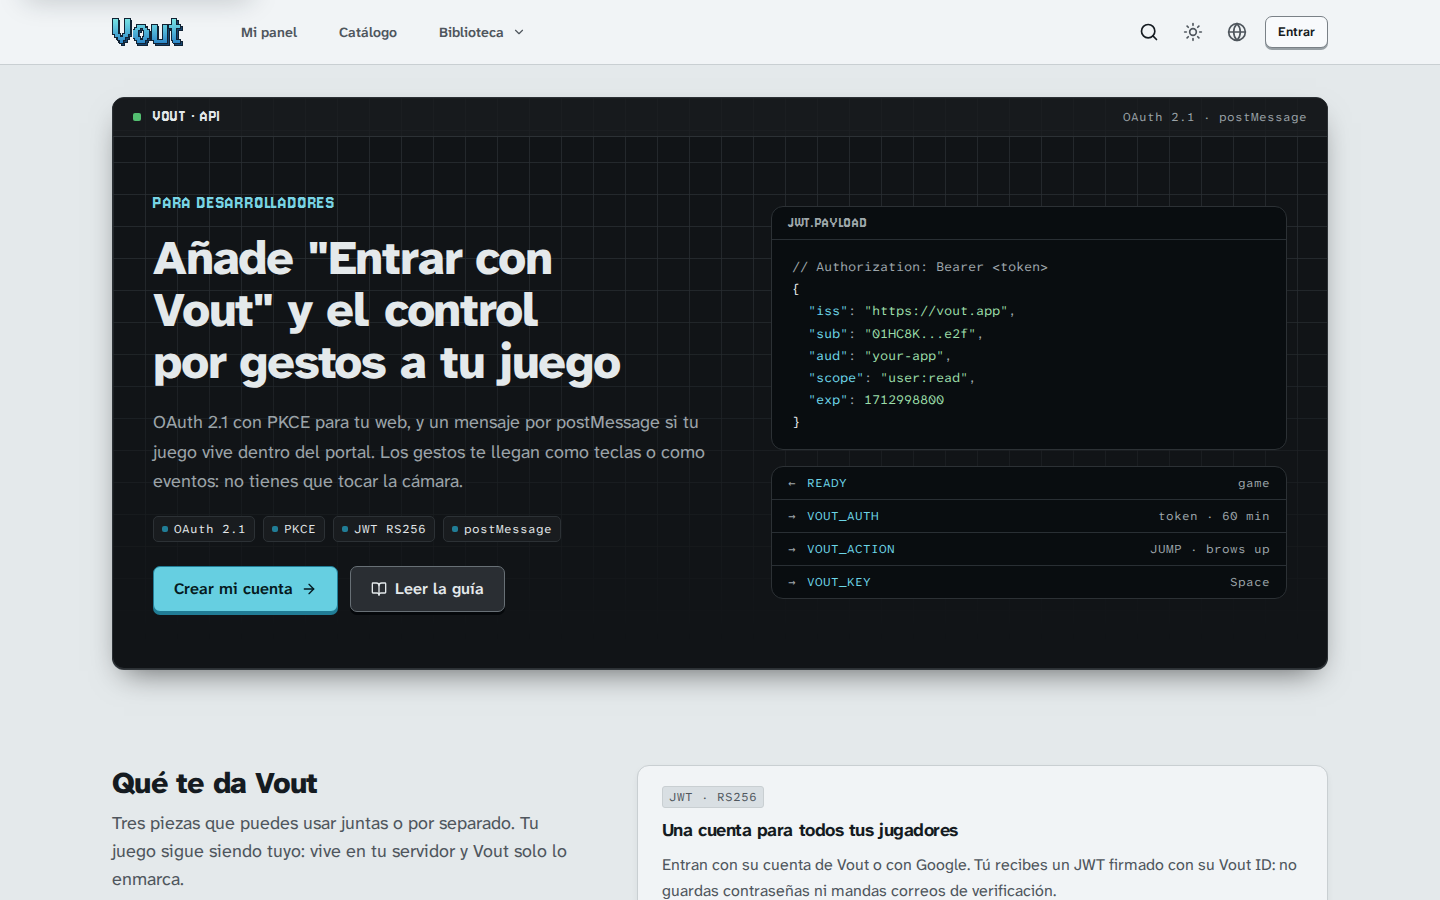 Vout
Mi panel
Catálogo
Biblioteca
Entrar
VOUT · API
OAuth 2.1 · postMessage
PARA DESARROLLADORES
Añade "Entrar con
Vout" y el control
por gestos a tu juego
OAuth 2.1 con PKCE para tu web, y un mensaje por postMessage si tu
juego vive dentro del portal. Los gestos te llegan como teclas o como
eventos: no tienes que tocar la cámara.
OAuth 2.1
PKCE
JWT RS256
postMessage
Crear mi cuenta →
Leer la guía
JWT.PAYLOAD
// Authorization: Bearer <token>
{
"iss": "https://vout.app",
"sub": "01HC8K...e2f",
"aud": "your-app",
"scope": "user:read",
"exp": 1712998800
}
← READY game
→ VOUT_AUTH token · 60 min
→ VOUT_ACTION JUMP · brows up
→ VOUT_KEY Space
Qué te da Vout
Tres piezas que puedes usar juntas o por separado. Tu
juego sigue siendo tuyo: vive en tu servidor y Vout solo lo
enmarca.
JWT · RS256
Una cuenta para todos tus jugadores
Entran con su cuenta de Vout o con Google. Tú recibes un JWT firmado con su Vout ID: no
guardas contraseñas ni mandas correos de verificación.